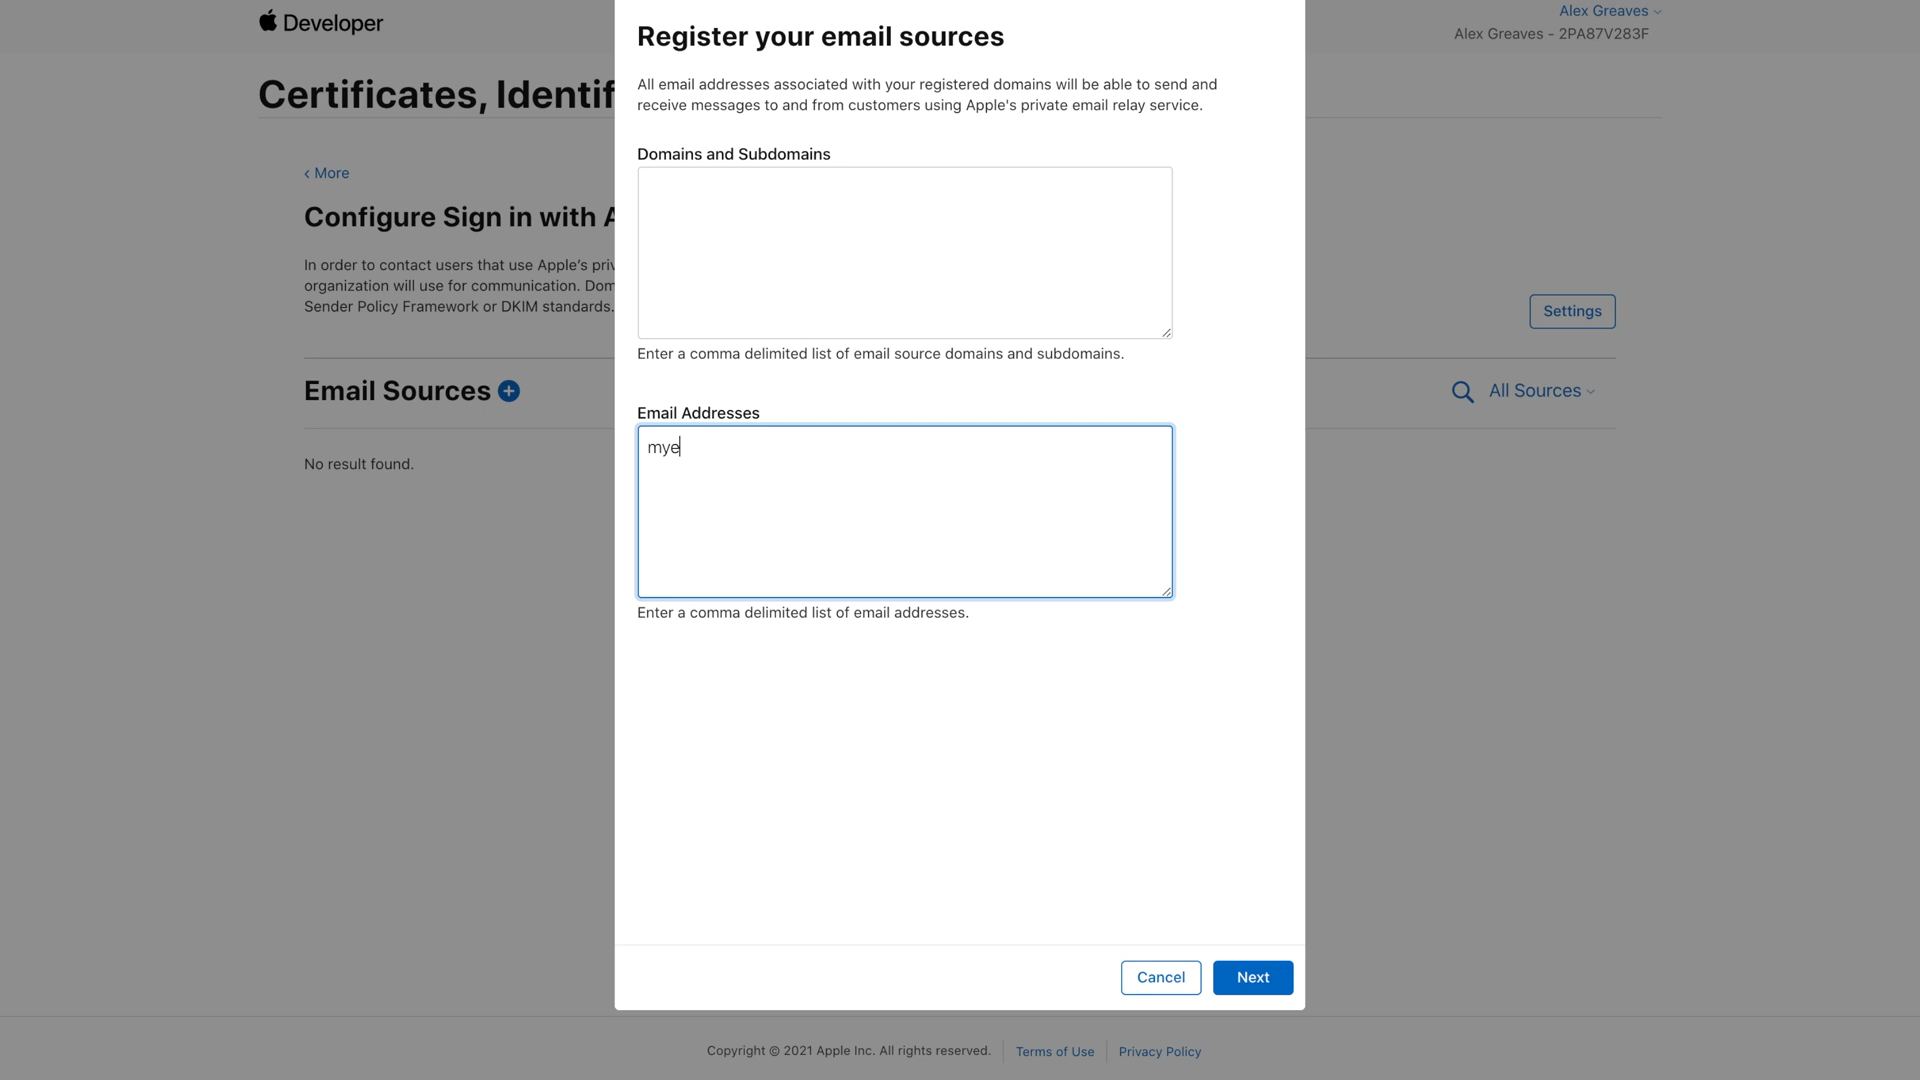 Developer
Alex Greaves
Alex Greaves - 2PA87V283F
Certificates, Identif
‹ More
Configure Sign in with A
In order to contact users that use Apple’s priv
organization will use for communication. Dom
Sender Policy Framework or DKIM standards.
Settings
Email Sources
All Sources
No result found.
Register your email sources
All email addresses associated with your registered domains will be able to send and
receive messages to and from customers using Apple's private email relay service.
Domains and Subdomains
Enter a comma delimited list of email source domains and subdomains.
Email Addresses
mye
Enter a comma delimited list of email addresses.
Cancel
Next
Copyright © 2021 Apple Inc. All rights reserved.
Terms of Use
Privacy Policy